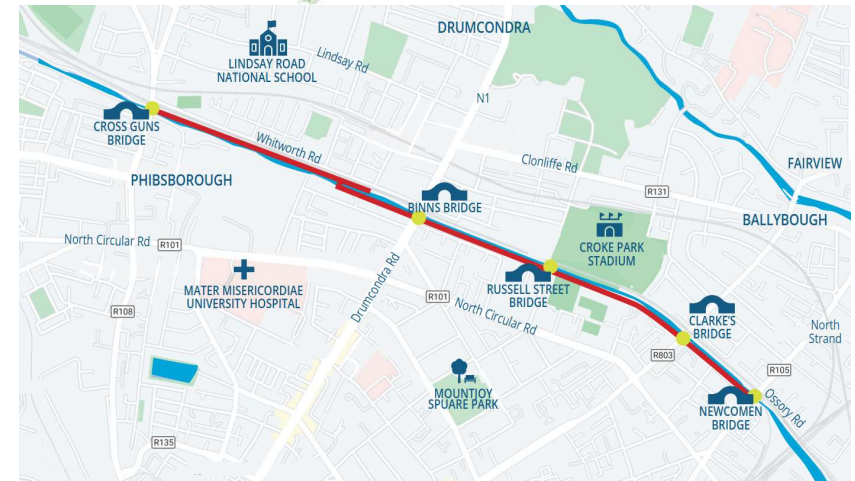 DRUMCONDRA
LINDSAY ROAD
NATIONAL SCHOOL
Lindsay Rd
N1
CROSS GUNS
BRIDGE
Whitworth Rd
Clonliffe Rd
FAIRVIEW
PHIBSBOROUGH
R131
BINNS BRIDGE
BALLYBOUGH
North Circular Rd
R101
CROKE PARK
STADIUM
MATER MISERICORDIAE
UNIVERSITY HOSPITAL
Drumcondra Rd
RUSSELL STREET
BRIDGE
R101
North Circular Rd
R108
CLARKE'S
BRIDGE
North
Strand
R803
R105
MOUNTJOY
SPUARE PARK
NEWCOMEN
BRIDGE
Ossory Rd
R135